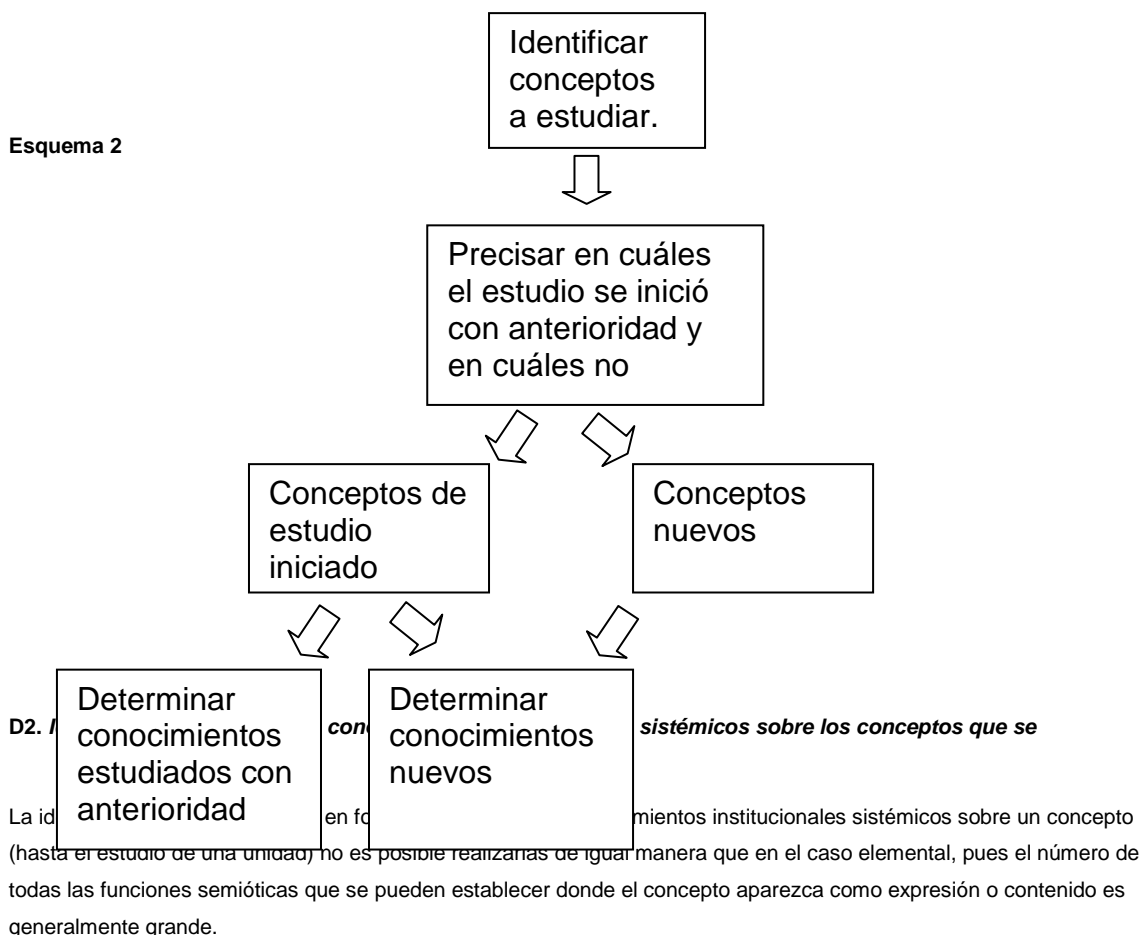 Identificar
conceptos
a estudiar.
Esquema 2
Precisar en cuáles
el estudio se inició
con anterioridad y
en cuáles no
Conceptos de
estudio
iniciado
Conceptos
nuevos
Determinar
conocimientos
estudiados con
anterioridad
Determinar
conocimientos
nuevos
D2. sistémicos sobre los conceptos que se
La en institucionales sistémicos sobre un concepto
(hasta el estudio de una unidad) no es posible realizarlas de igual manera que en el caso elemental, pues el número de
todas las funciones semióticas que se pueden establecer donde el concepto aparezca como expresión o contenido es
generalmente grande.